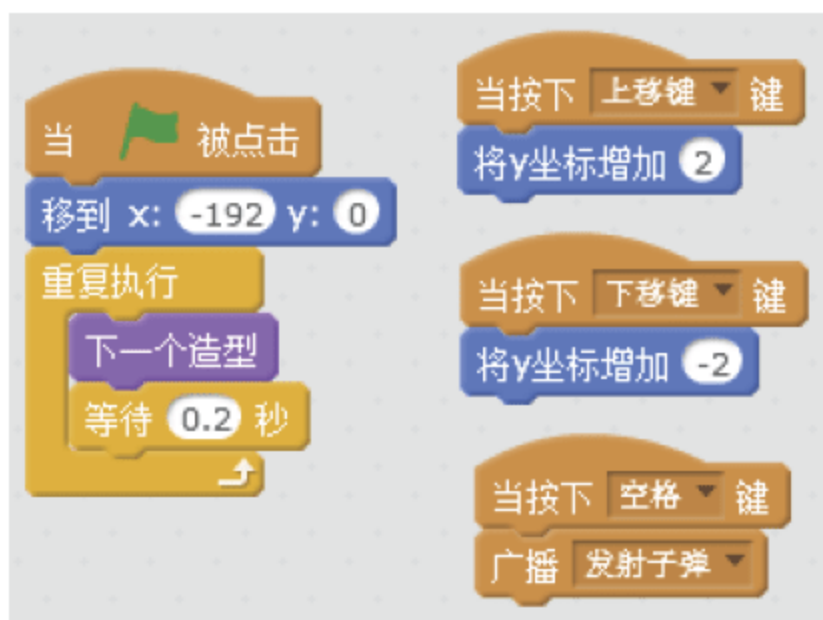 当 被点击
移到 x: -192 y: 0
重复执行
下一个造型
等待 0.2 秒
当按下 上移键 键
将y坐标增加 2
当按下 下移键 键
将y坐标增加 -2
当按下 空格 键
广播 发射子弹